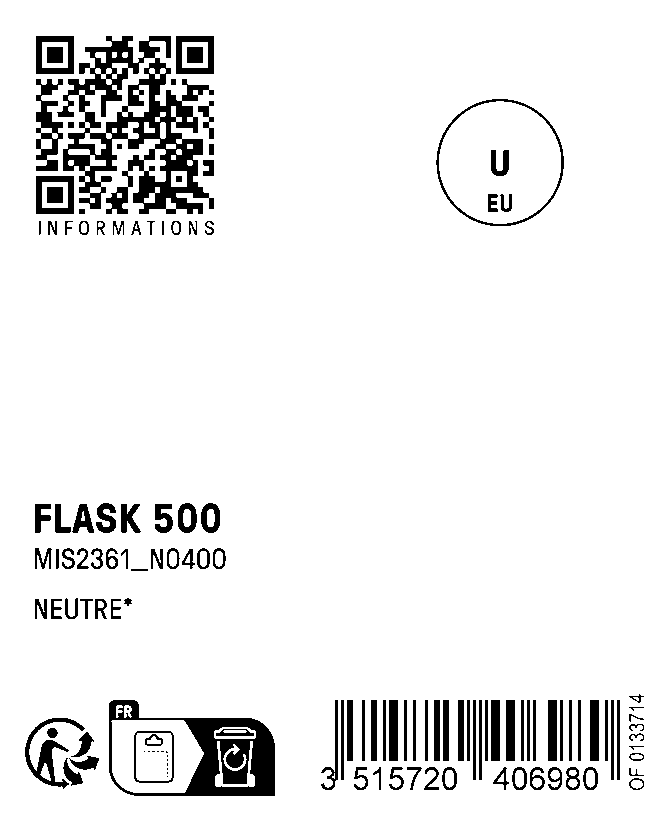 INFORMATIONS
U
EU
FLASK 500
MIS2361_N0400
NEUTRE*
FR
3 515720 406980
OF 0133714